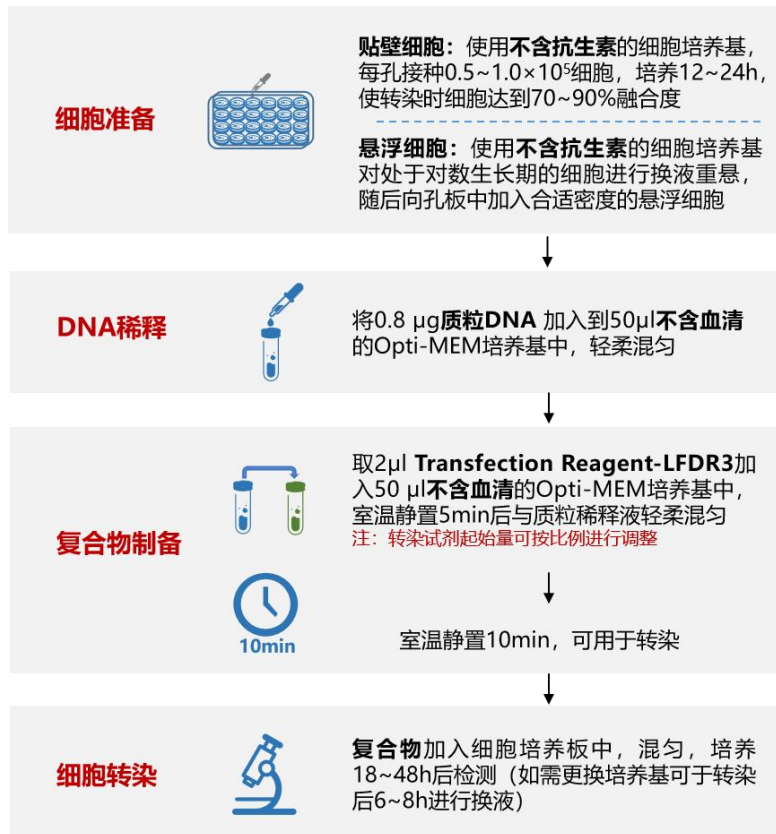 细胞准备
贴壁细胞：使用不含抗生素的细胞培养基，
每孔接种0.5~1.0×10⁵细胞，培养12~24h，
使转染时细胞达到70~90%融合度
悬浮细胞：使用不含抗生素的细胞培养基
对处于对数生长期的细胞进行换液重悬，
随后向孔板中加入合适密度的悬浮细胞
DNA稀释
将0.8 μg质粒DNA 加入到50μl不含血清
的Opti-MEM培养基中，轻柔混匀
复合物制备
取2μl Transfection Reagent-LFDR3加
入50 μl不含血清的Opti-MEM培养基中，
室温静置5min后与质粒稀释液轻柔混匀
注：转染试剂起始量可按比例进行调整
10min
室温静置10min，可用于转染
细胞转染
复合物加入细胞培养板中，混匀，培养
18~48h后检测（如需更换培养基可于转染
后6~8h进行换液）